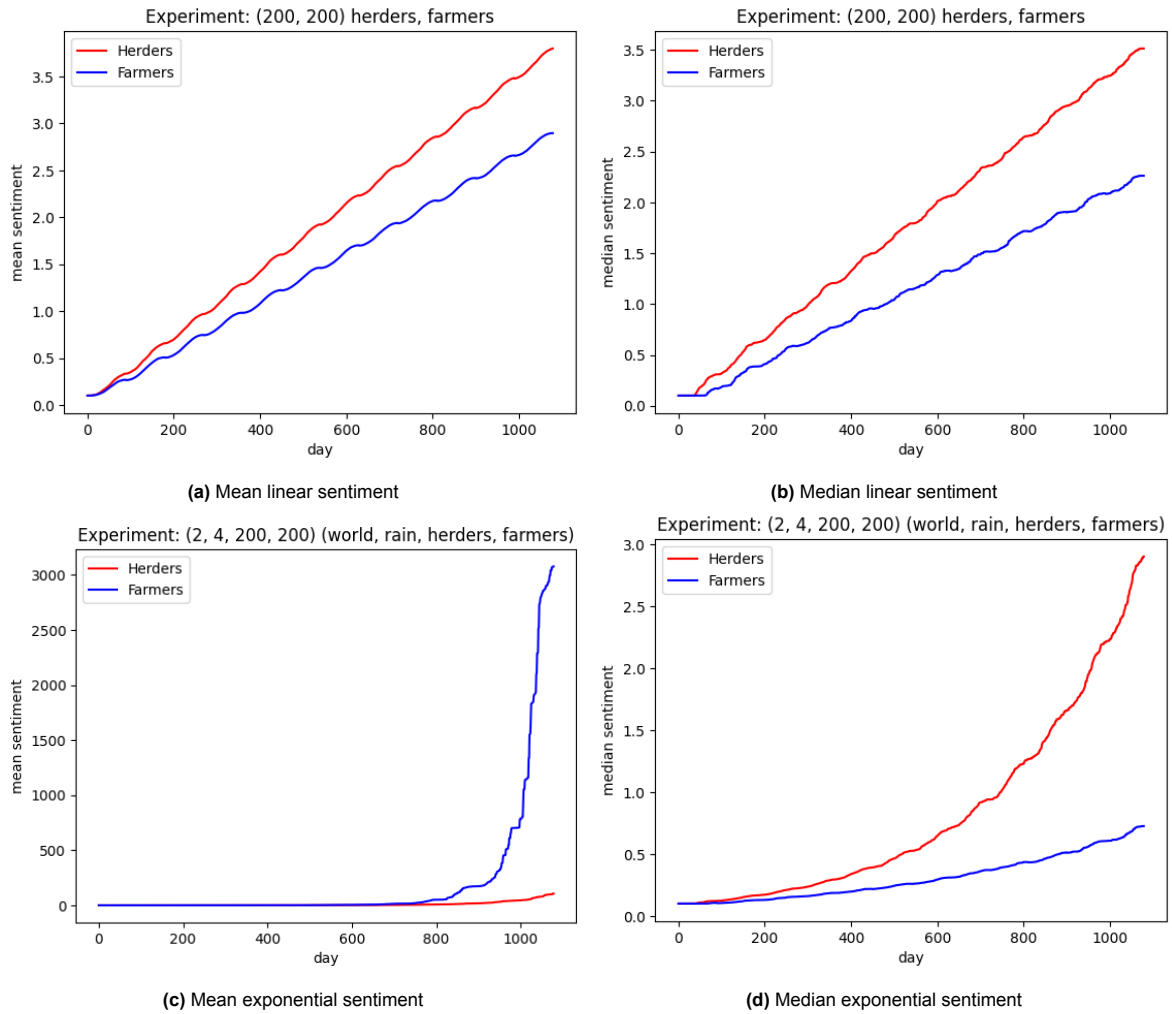 Experiment: (200, 200) herders, farmers
Herders
Farmers
3.5
3.0
2.5
2.0
1.5
1.0
0.5
0.0
mean sentiment
0 200 400 600 800 1000
day
(a) Mean linear sentiment
Experiment: (200, 200) herders, farmers
Herders
Farmers
3.5
3.0
2.5
2.0
1.5
1.0
0.5
0.0
median sentiment
0 200 400 600 800 1000
day
(b) Median linear sentiment
Experiment: (2, 4, 200, 200) (world, rain, herders, farmers)
Herders
Farmers
3000
2500
2000
1500
1000
500
0
mean sentiment
0 200 400 600 800 1000
day
(c) Mean exponential sentiment
Experiment: (2, 4, 200, 200) (world, rain, herders, farmers)
Herders
Farmers
3.0
2.5
2.0
1.5
1.0
0.5
0.0
median sentiment
0 200 400 600 800 1000
day
(d) Median exponential sentiment